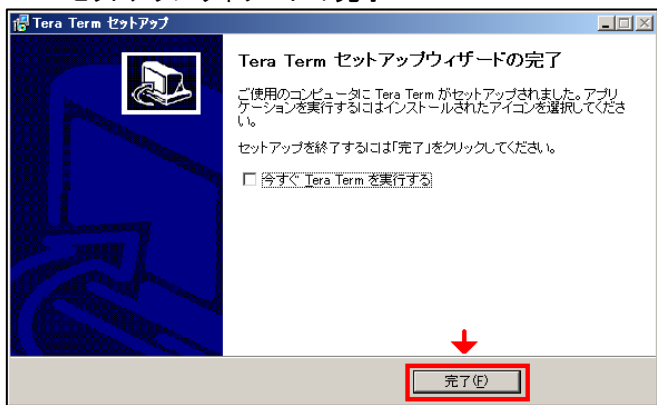 Tera Term セットアップ
Tera Term セットアップウィザードの完了
ご使用のコンピュータに Tera Term がセットアップされました。アプリ
ケーションを実行するにはインストールされたアイコンを選択してくださ
い。
セットアップを終了するには「完了」をクリックしてください。
今すぐ Tera Term を実行する
完了(F)